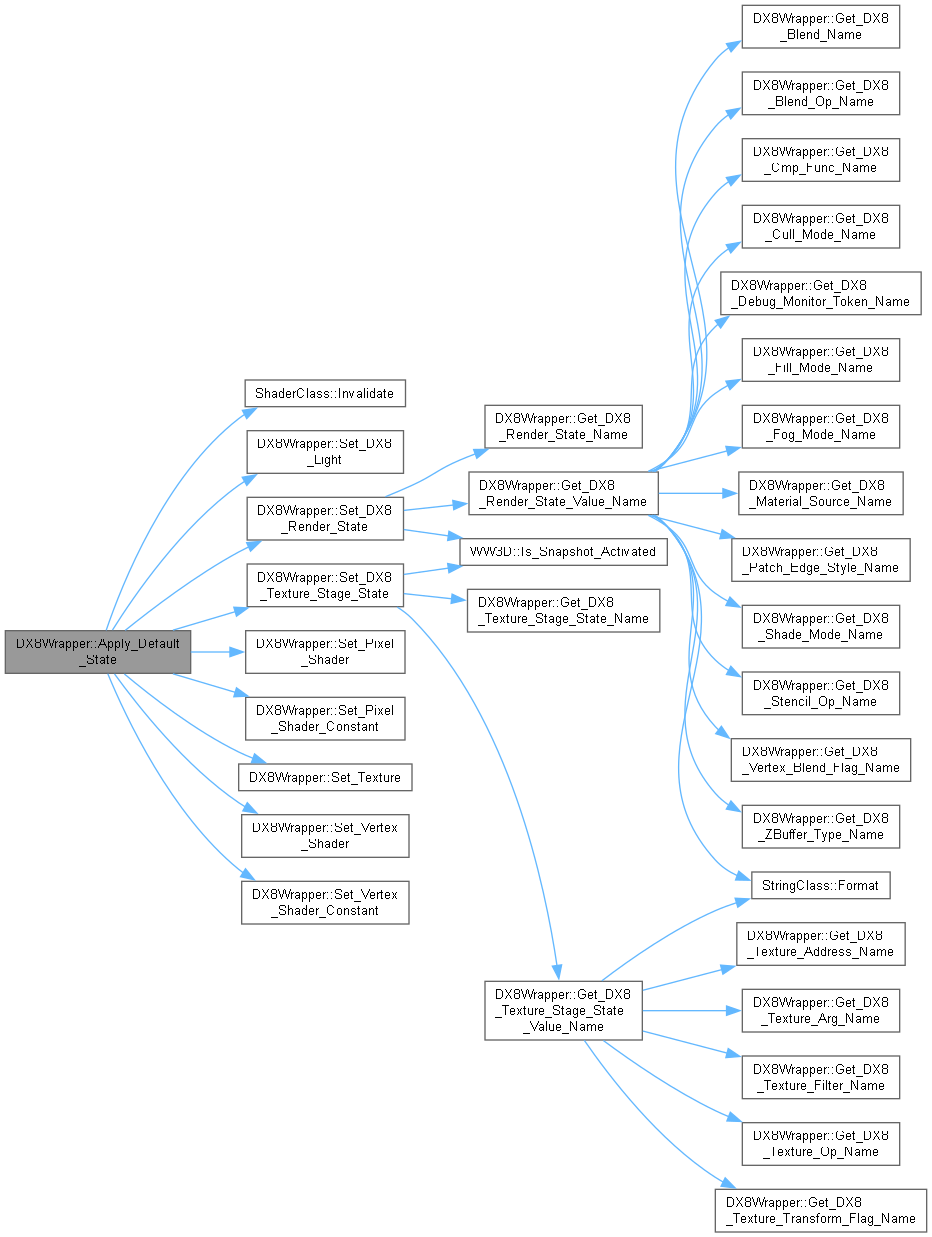 DX8Wrapper::Apply_Default
_State
ShaderClass::Invalidate
DX8Wrapper::Set_DX8
_Light
DX8Wrapper::Set_DX8
_Render_State
DX8Wrapper::Set_DX8
_Texture_Stage_State
DX8Wrapper::Set_Pixel
_Shader
DX8Wrapper::Set_Pixel
_Shader_Constant
DX8Wrapper::Set_Texture
DX8Wrapper::Set_Vertex
_Shader
DX8Wrapper::Set_Vertex
_Shader_Constant
DX8Wrapper::Get_DX8
_Render_State_Name
DX8Wrapper::Get_DX8
_Render_State_Value_Name
WW3D::Is_Snapshot_Activated
DX8Wrapper::Get_DX8
_Texture_Stage_State_Name
DX8Wrapper::Get_DX8
_Texture_Stage_State
_Value_Name
DX8Wrapper::Get_DX8
_Blend_Name
DX8Wrapper::Get_DX8
_Blend_Op_Name
DX8Wrapper::Get_DX8
_Cmp_Func_Name
DX8Wrapper::Get_DX8
_Cull_Mode_Name
DX8Wrapper::Get_DX8
_Debug_Monitor_Token_Name
DX8Wrapper::Get_DX8
_Fill_Mode_Name
DX8Wrapper::Get_DX8
_Fog_Mode_Name
DX8Wrapper::Get_DX8
_Material_Source_Name
DX8Wrapper::Get_DX8
_Patch_Edge_Style_Name
DX8Wrapper::Get_DX8
_Shade_Mode_Name
DX8Wrapper::Get_DX8
_Stencil_Op_Name
DX8Wrapper::Get_DX8
_Vertex_Blend_Flag_Name
DX8Wrapper::Get_DX8
_ZBuffer_Type_Name
StringClass::Format
DX8Wrapper::Get_DX8
_Texture_Address_Name
DX8Wrapper::Get_DX8
_Texture_Arg_Name
DX8Wrapper::Get_DX8
_Texture_Filter_Name
DX8Wrapper::Get_DX8
_Texture_Op_Name
DX8Wrapper::Get_DX8
_Texture_Transform_Flag_Name